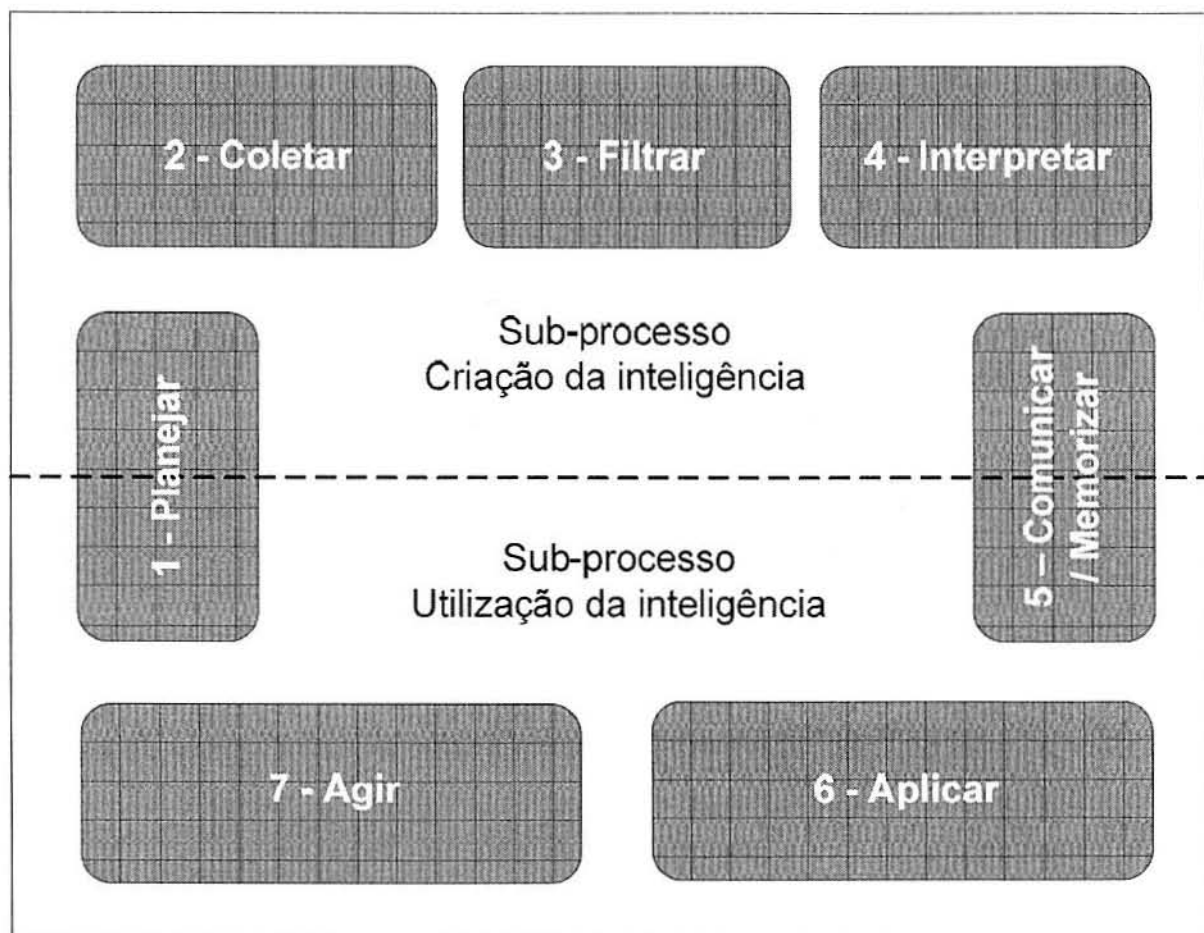 2 - Coletar
3 - Filtrar
4 - Interpretar
Sub-processo
Criação da inteligência
1 - Planejar
5 – Comunicar
/ Memorizar
Sub-processo
Utilização da inteligência
7 - Agir
6 - Aplicar